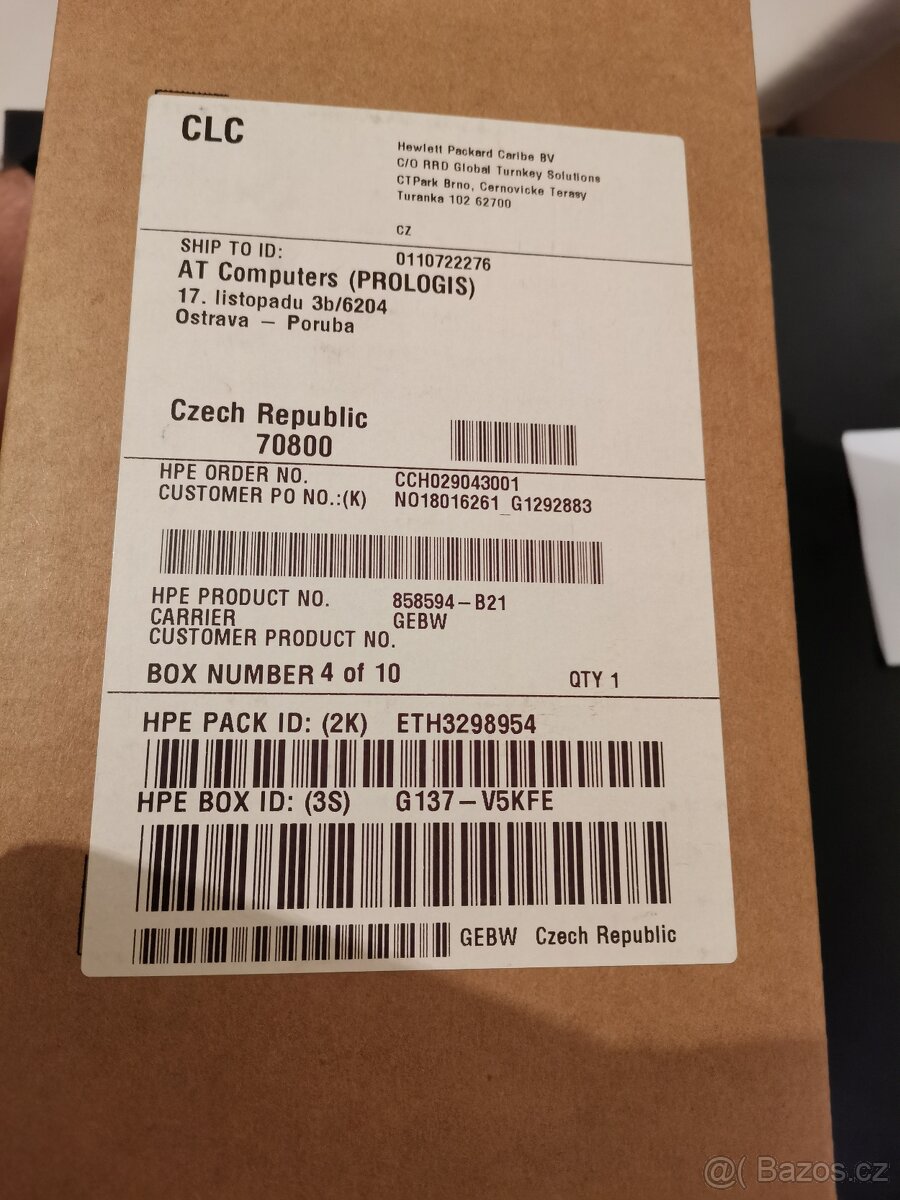 CLC
Hewlett Packard Caribe BV
C/O RRD Global Turnkey Solutions
CTPark Brno, Cernovicke Terasy
Turanka 102 62700
CZ
SHIP TO ID: 0110722276
AT Computers (PROLOGIS)
17. listopadu 3b/6204
Ostrava – Poruba
Czech Republic
70800
HPE ORDER NO. CCH029043001
CUSTOMER PO NO.:(K) NO18016261_G1292883
HPE PRODUCT NO. 858594-B21
CARRIER GEBW
CUSTOMER PRODUCT NO.
BOX NUMBER 4 of 10 QTY 1
HPE PACK ID: (2K) ETH3298954
HPE BOX ID: (3S) G137-V5KFE
GEBW Czech Republic
@( Bazos.cz